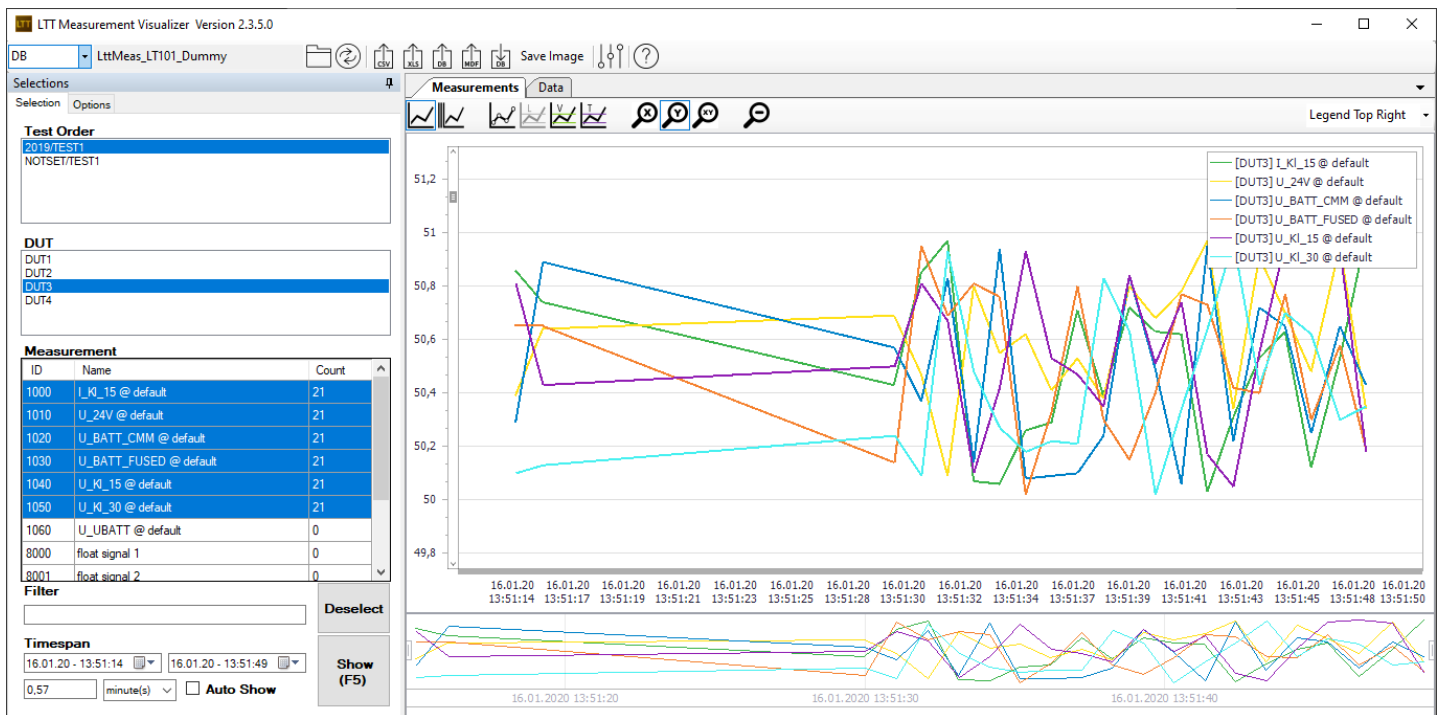 LTT LTT Measurement Visualizer Version 2.3.5.0
DB LttMeas_LT101_Dummy CSV XLS DB MDF DB Save Image
Selections
Selection Options
Test Order
2019/TEST1
NOTSET/TEST1
DUT
DUT1
DUT2
DUT3
DUT4
Measurement
ID Name Count
1000 I_Kl_15 @ default 21
1010 U_24V @ default 21
1020 U_BATT_CMM @ default 21
1030 U_BATT_FUSED @ default 21
1040 U_Kl_15 @ default 21
1050 U_Kl_30 @ default 21
1060 U_UBATT @ default 0
8000 float signal 1 0
8001 float signal 2 0
Filter
Deselect
Timespan
16.01.20 - 13:51:14 16.01.20 - 13:51:49
0,57 minute(s) Auto Show
Show
(F5)
Measurements Data
L V T X Y XY
Legend Top Right
[DUT3] I_Kl_15 @ default
[DUT3] U_24V @ default
[DUT3] U_BATT_CMM @ default
[DUT3] U_BATT_FUSED @ default
[DUT3] U_Kl_15 @ default
[DUT3] U_Kl_30 @ default
51,2
51
50,8
50,6
50,4
50,2
50
49,8
16.01.20 16.01.20 16.01.20 16.01.20 16.01.20 16.01.20 16.01.20 16.01.20 16.01.20 16.01.20 16.01.20 16.01.20 16.01.20 16.01.20 16.01.20 16.01.20 16.01.20
13:51:14 13:51:17 13:51:19 13:51:21 13:51:23 13:51:25 13:51:28 13:51:30 13:51:32 13:51:34 13:51:37 13:51:39 13:51:41 13:51:43 13:51:45 13:51:48 13:51:50
16.01.2020 13:51:20 16.01.2020 13:51:30 16.01.2020 13:51:40